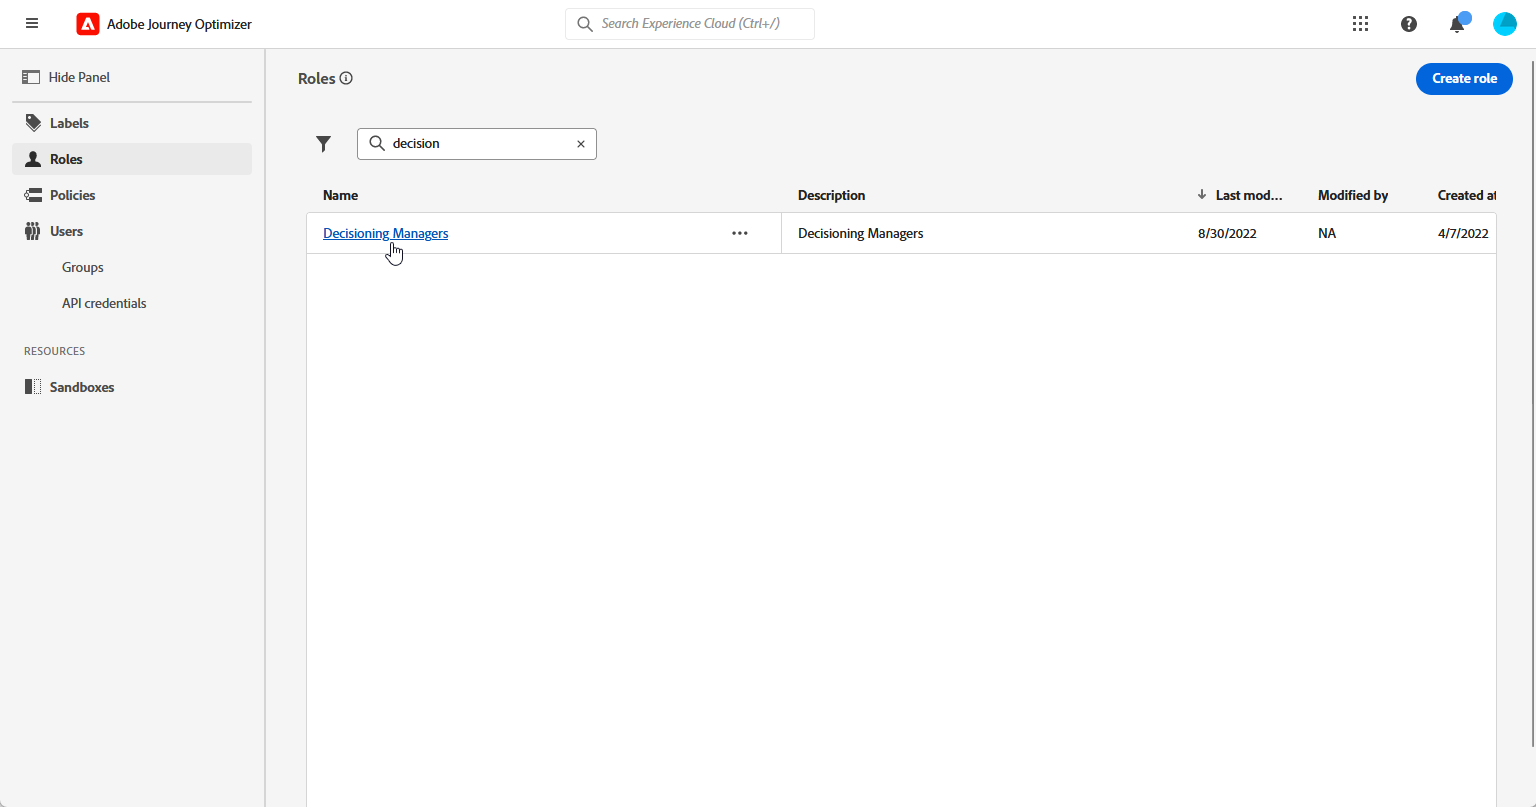 Adobe Journey Optimizer
Search Experience Cloud (Ctrl+/)
Hide Panel
Labels
Roles
Policies
Users
Groups
API credentials
RESOURCES
Sandboxes
Roles
Create role
decision
Name Description Last mod... Modified by Created at
Decisioning Managers Decisioning Managers 8/30/2022 NA 4/7/2022